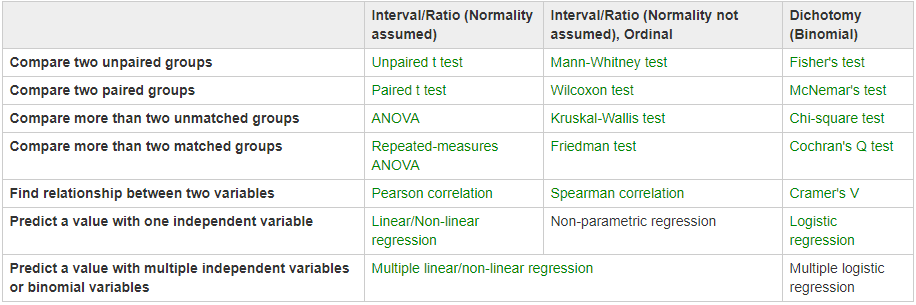 Interval/Ratio (Normality assumed) Interval/Ratio (Normality not assumed), Ordinal Dichotomy (Binomial)
Compare two unpaired groups Unpaired t test Mann-Whitney test Fisher's test
Compare two paired groups Paired t test Wilcoxon test McNemar's test
Compare more than two unmatched groups ANOVA Kruskal-Wallis test Chi-square test
Compare more than two matched groups Repeated-measures ANOVA Friedman test Cochran's Q test
Find relationship between two variables Pearson correlation Spearman correlation Cramer's V
Predict a value with one independent variable Linear/Non-linear regression Non-parametric regression Logistic regression
Predict a value with multiple independent variables or binomial variables Multiple linear/non-linear regression Multiple logistic regression